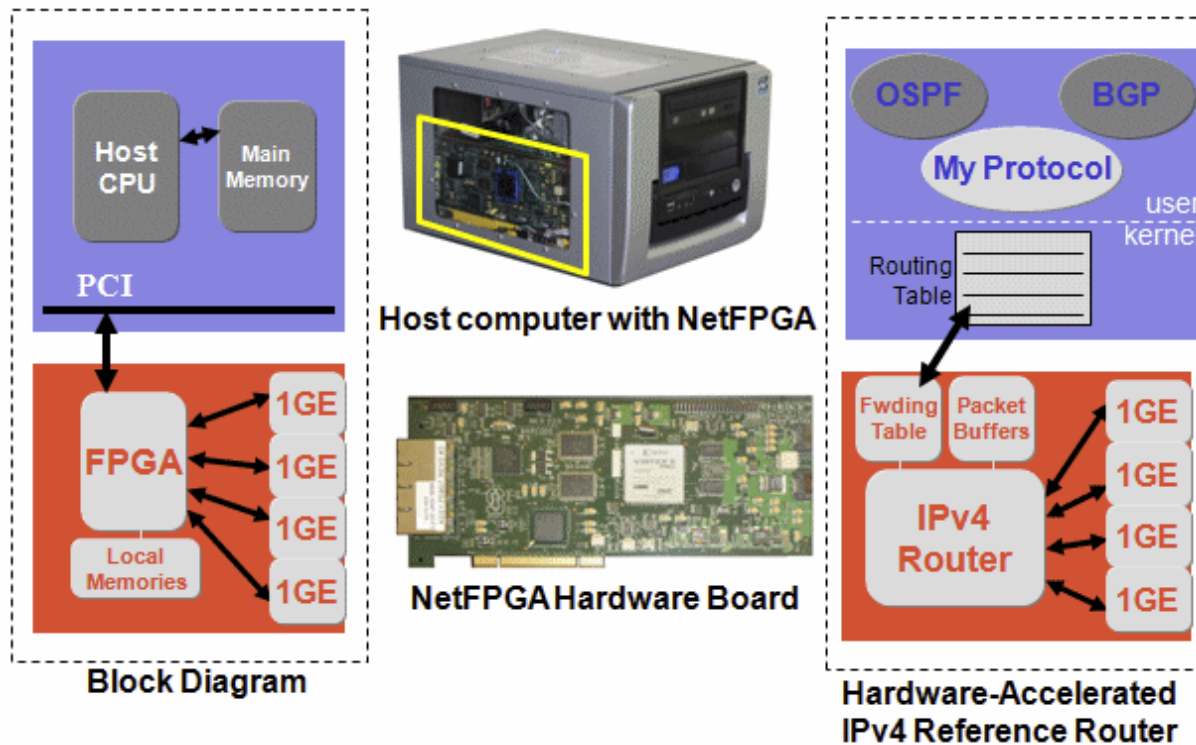 Host
CPU
Main
Memory
PCI
FPGA
Local
Memories
1GE
1GE
1GE
1GE
Block Diagram
Host computer with NetFPGA
NetFPGA Hardware Board
OSPF
BGP
My Protocol
user
kerne
Routing
Table
Fwding
Table
Packet
Buffers
IPv4
Router
1GE
1GE
1GE
1GE
Hardware-Accelerated
IPv4 Reference Router